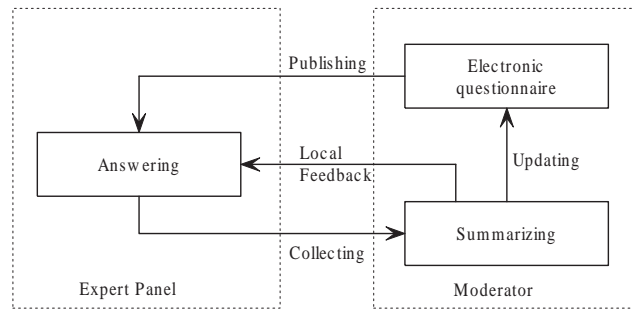 Publishing
Electronic
questionnaire
Answering
Local
Feedback
Updating
Collecting
Summarizing
Expert Panel
Moderator